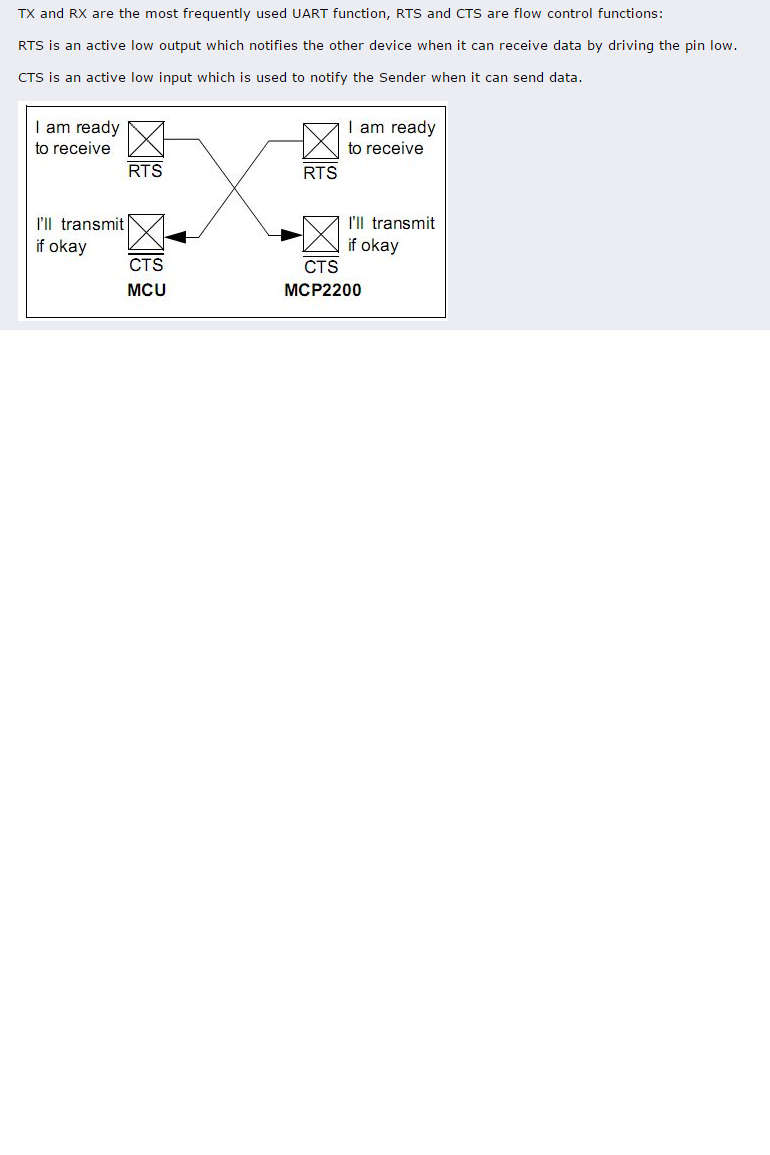 TX and RX are the most frequently used UART function, RTS and CTS are flow control functions:
RTS is an active low output which notifies the other device when it can receive data by driving the pin low.
CTS is an active low input which is used to notify the Sender when it can send data.
I am ready
to receive
RTS
I am ready
to receive
RTS
I'll transmit
if okay
CTS
I'll transmit
if okay
CTS
MCU
MCP2200